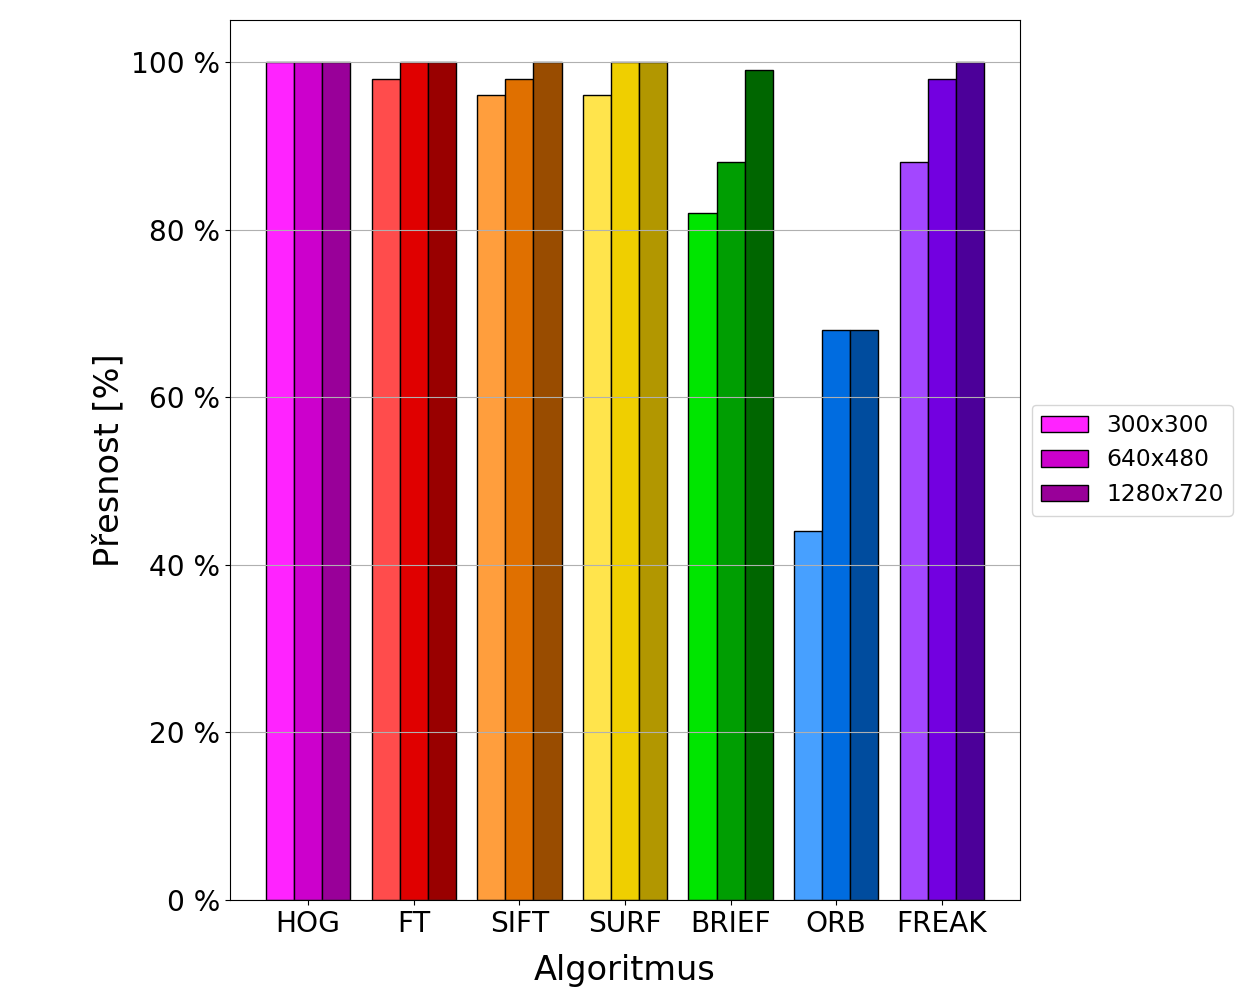 100 %
80 %
60 %
40 %
20 %
0 %
Přesnost [%]
HOG FT SIFT SURF BRIEF ORB FREAK
Algoritmus
300x300
640x480
1280x720